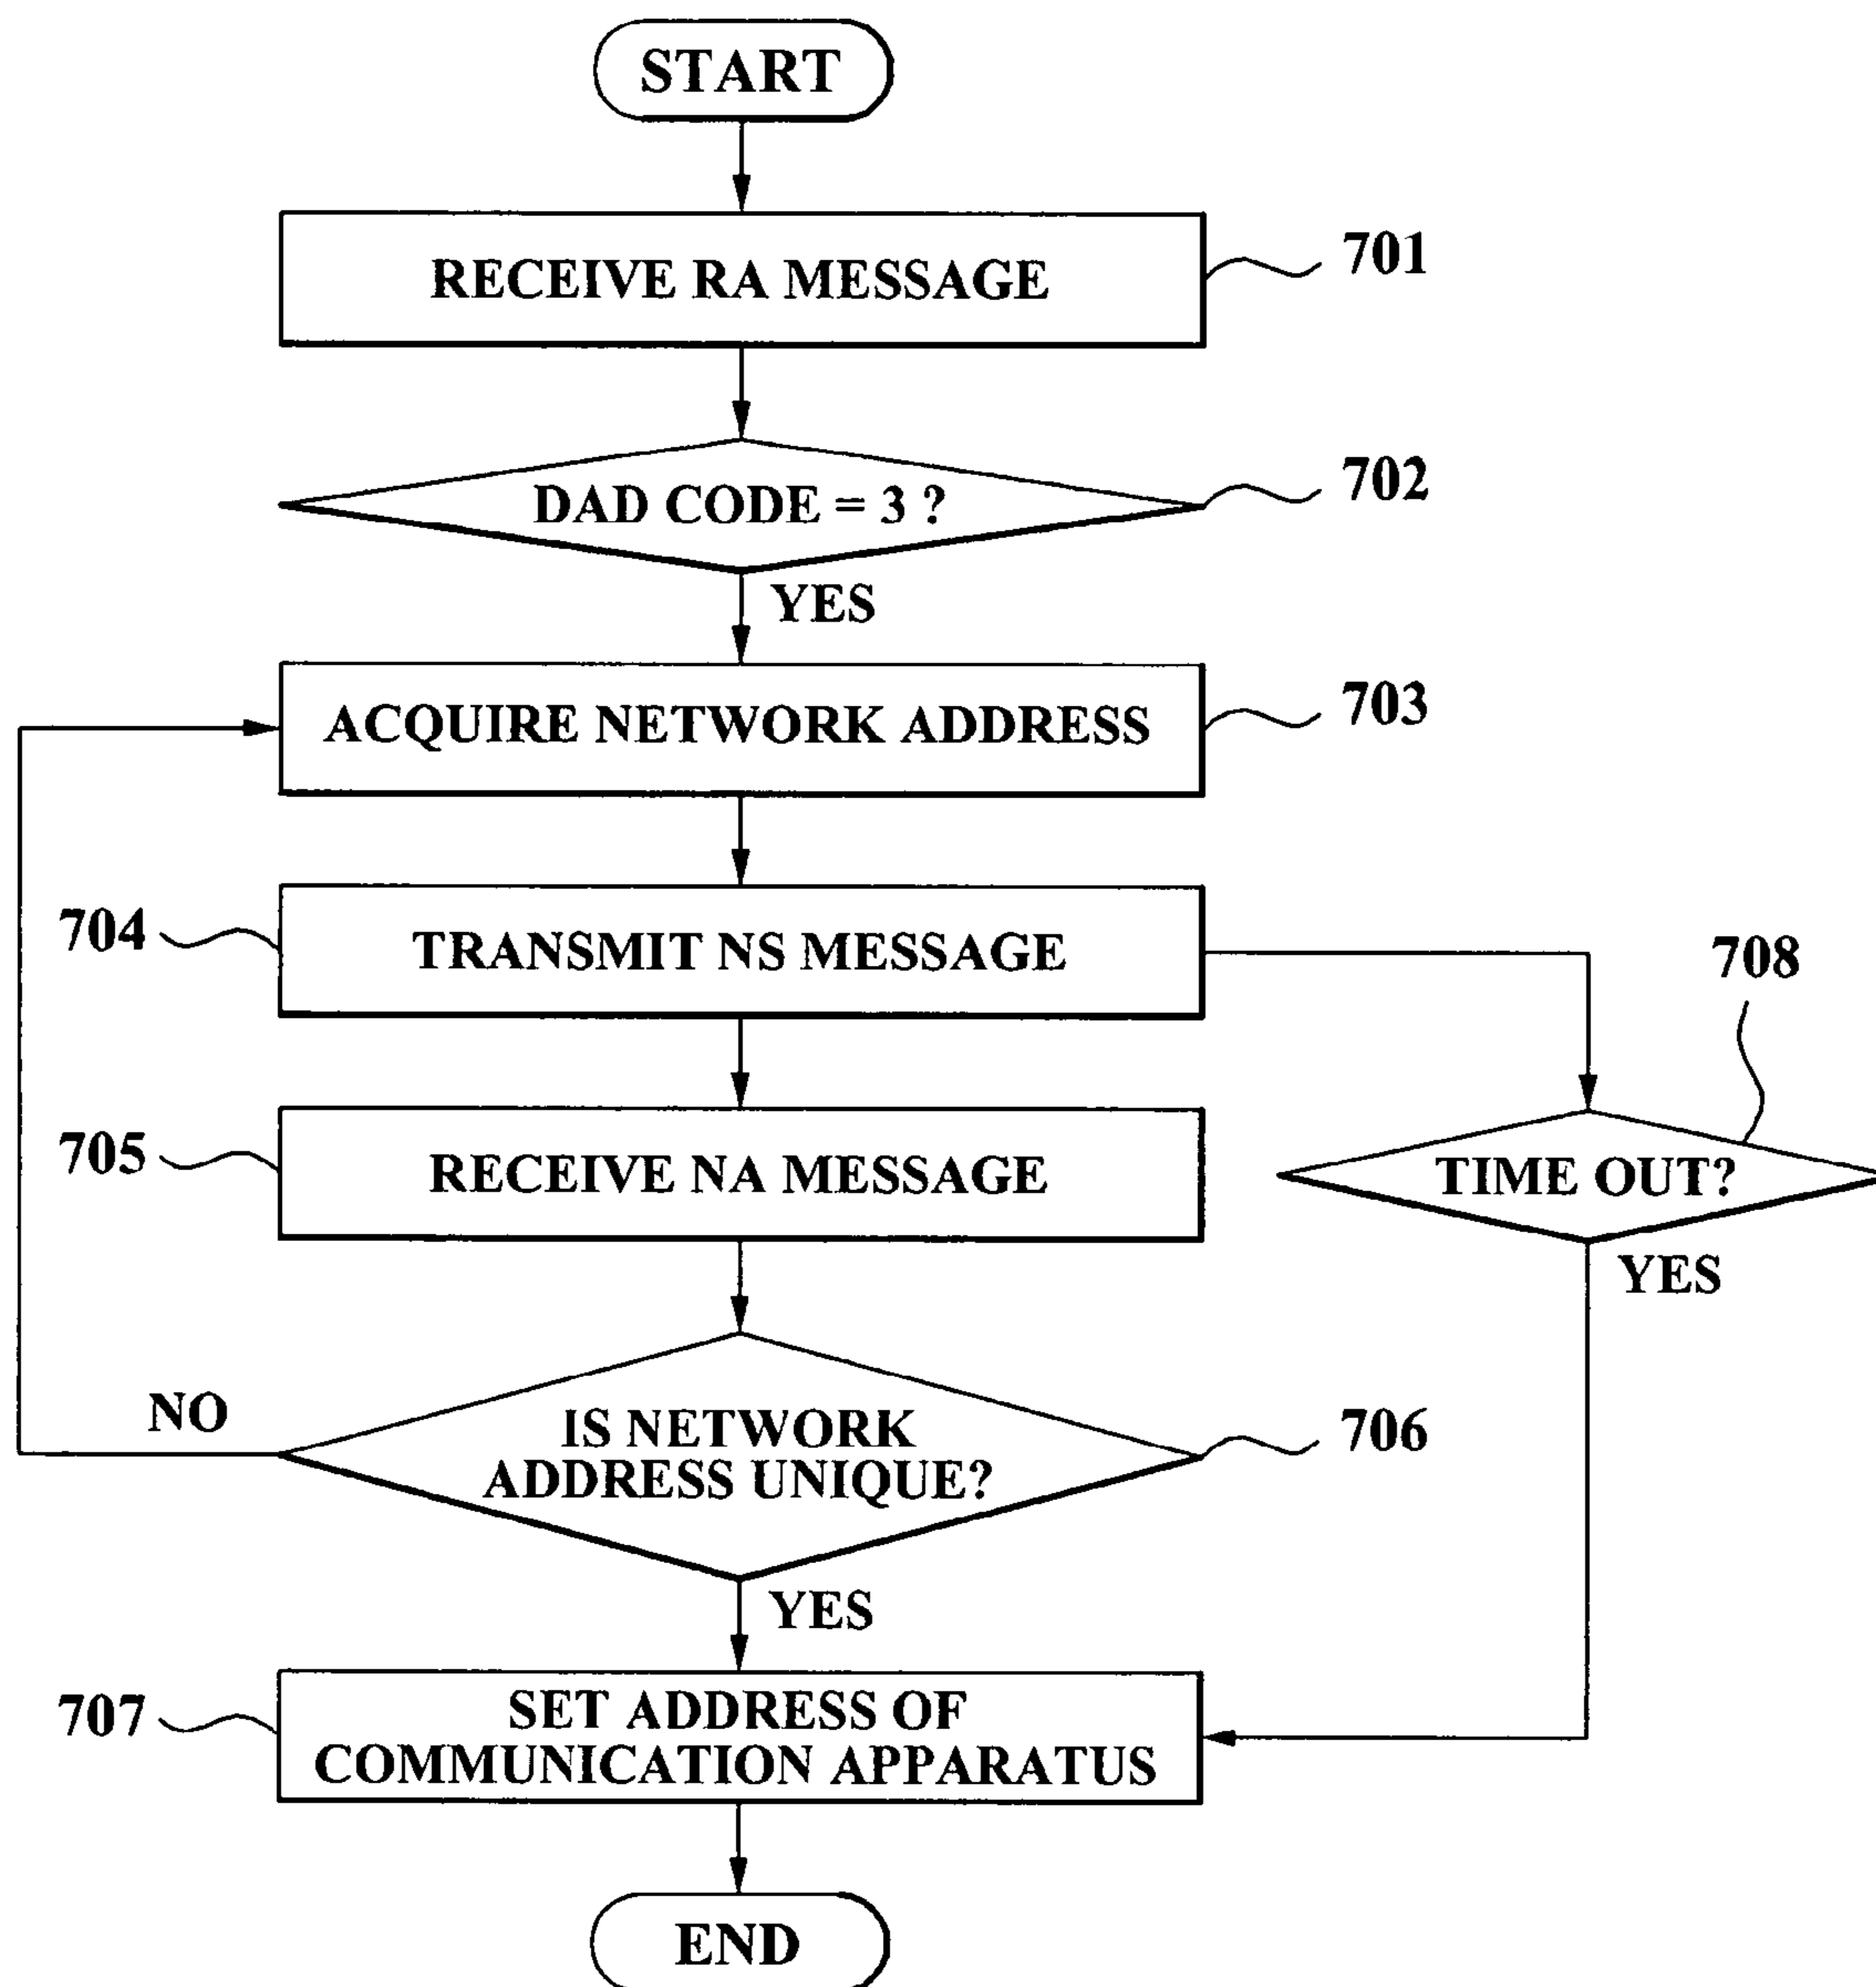 START
RECEIVE RA MESSAGE
701
DAD CODE = 3 ?
702
YES
ACQUIRE NETWORK ADDRESS
703
704
TRANSMIT NS MESSAGE
708
705
RECEIVE NA MESSAGE
TIME OUT?
YES
NO
IS NETWORK
ADDRESS UNIQUE?
706
YES
707
SET ADDRESS OF
COMMUNICATION APPARATUS
END